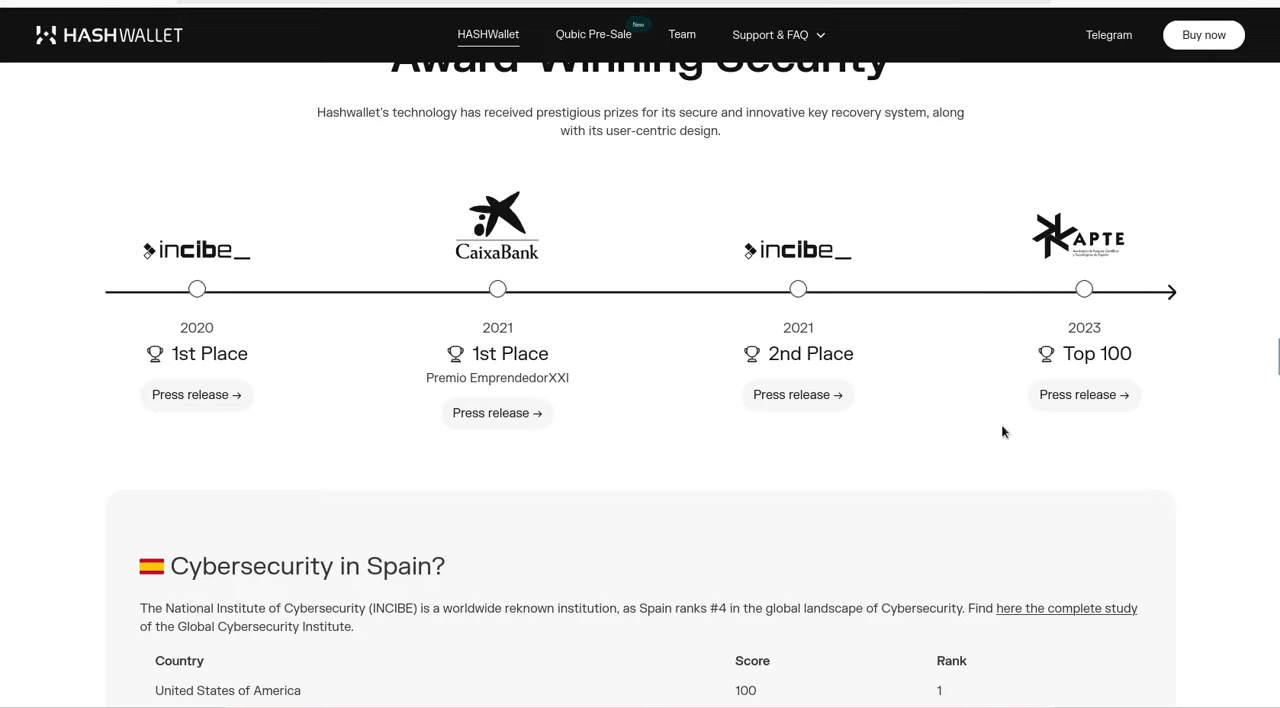 HASHWALLET
HASHWallet
Qubic Pre-Sale
New
Team
Support & FAQ
Telegram
Buy now
Award-Winning Security
Hashwallet's technology has received prestigious prizes for its secure and innovative key recovery system, along
with its user-centric design.
incibe_
CaixaBank
incibe_
APTE
2020
1st Place
Press release →
2021
1st Place
Premio EmprendedorXXI
Press release →
2021
2nd Place
Press release →
2023
Top 100
Press release →
Cybersecurity in Spain?
The National Institute of Cybersecurity (INCIBE) is a worldwide reknown institution, as Spain ranks #4 in the global landscape of Cybersecurity. Find here the complete study
of the Global Cybersecurity Institute.
Country Score Rank
United States of America 100 1